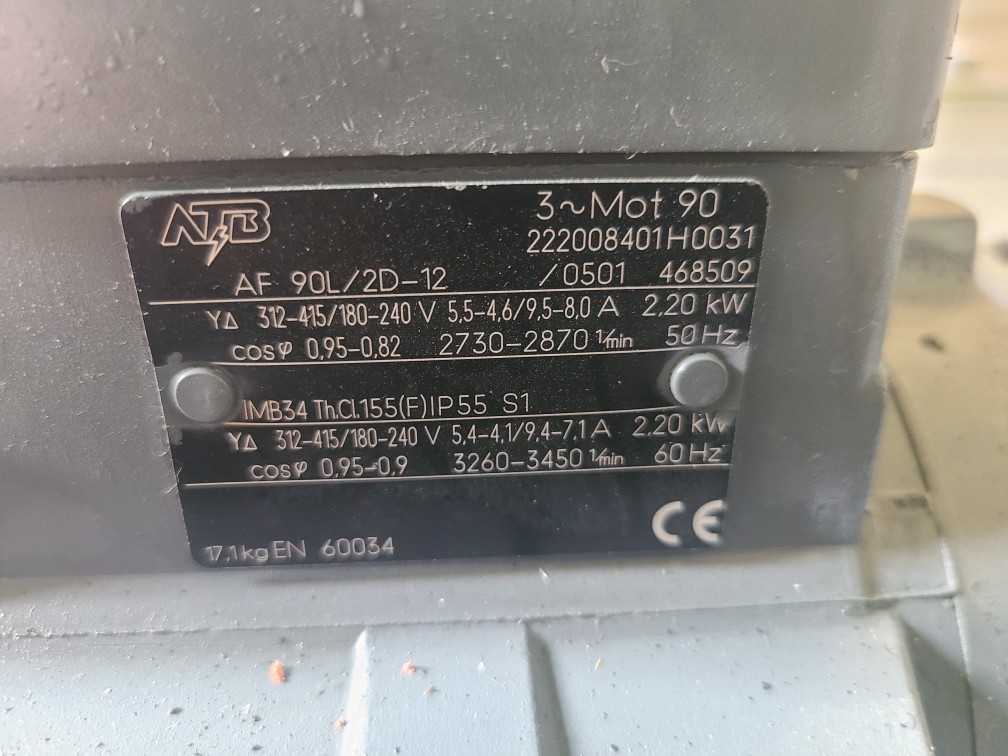 ATB 3~Mot 90
222008401H0031
AF 90L/2D-12 /0501 468509
YΔ 312-415/180-240 V 5,5-4,6/9,5-8,0 A 2,20 kW
cosφ 0,95-0,82 2730-2870 1/min 50 Hz
IMB34 Th.Cl.155(F) IP55 S1
YΔ 312-415/180-240 V 5,4-4,1/9,4-7,1 A 2,20 kW
cosφ 0,95-0,9 3260-3450 1/min 60 Hz
CE
17,1kg EN 60034